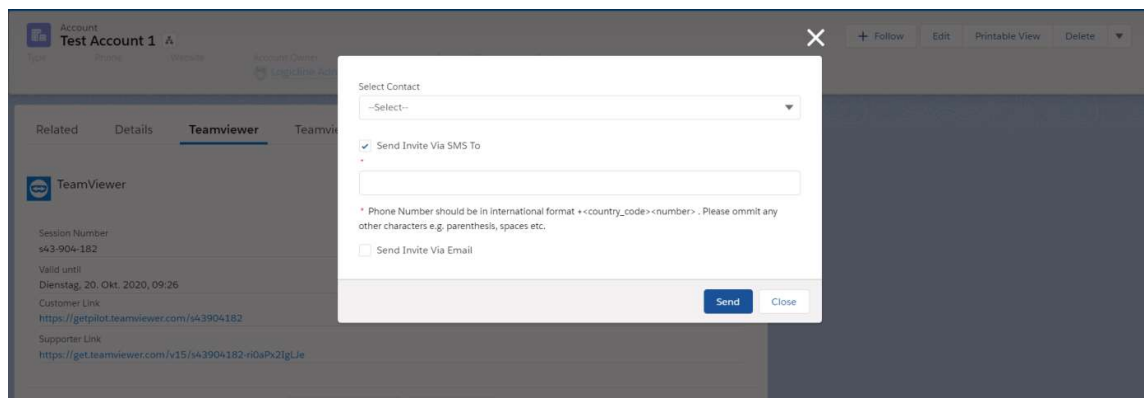 Account
Test Account 1
+ Follow
Edit
Printable View
Delete
Type
Phone
Website
Account Owner
Select Contact
--Select--
Related
Details
Teamviewer
Send Invite Via SMS To
*
TeamViewer
* Phone Number should be in international format +<country_code><number> . Please ommit any
other characters e.g. parenthesis, spaces etc.
Session Number
s43-904-182
Send Invite Via Email
Valid until
Dienstag, 20. Okt. 2020, 09:26
Send
Close
Customer Link
https://getpilot.teamviewer.com/s43904182
Supporter Link
https://get.teamviewer.com/v15/s43904182-ri0aPx2IgLJe